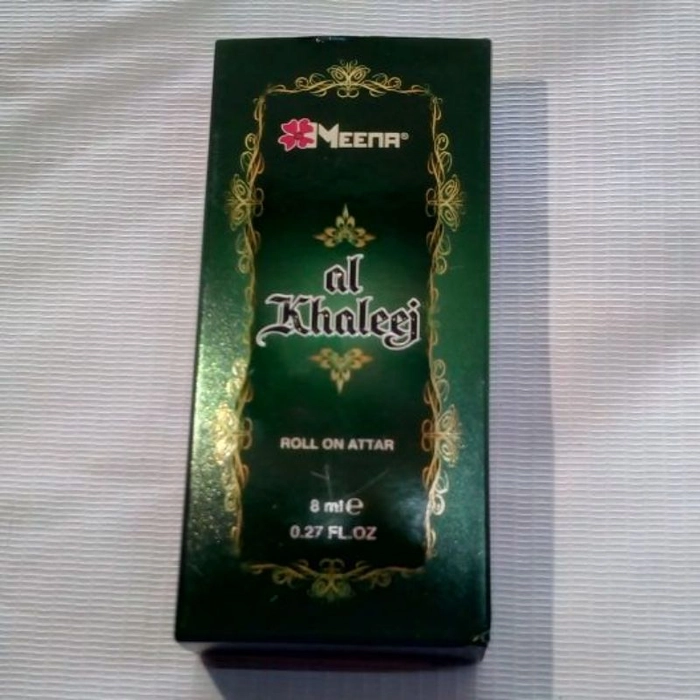 MEENA®
al
Khaleej
ROLL ON ATTAR
8 ml ℮
0.27 FL.OZ